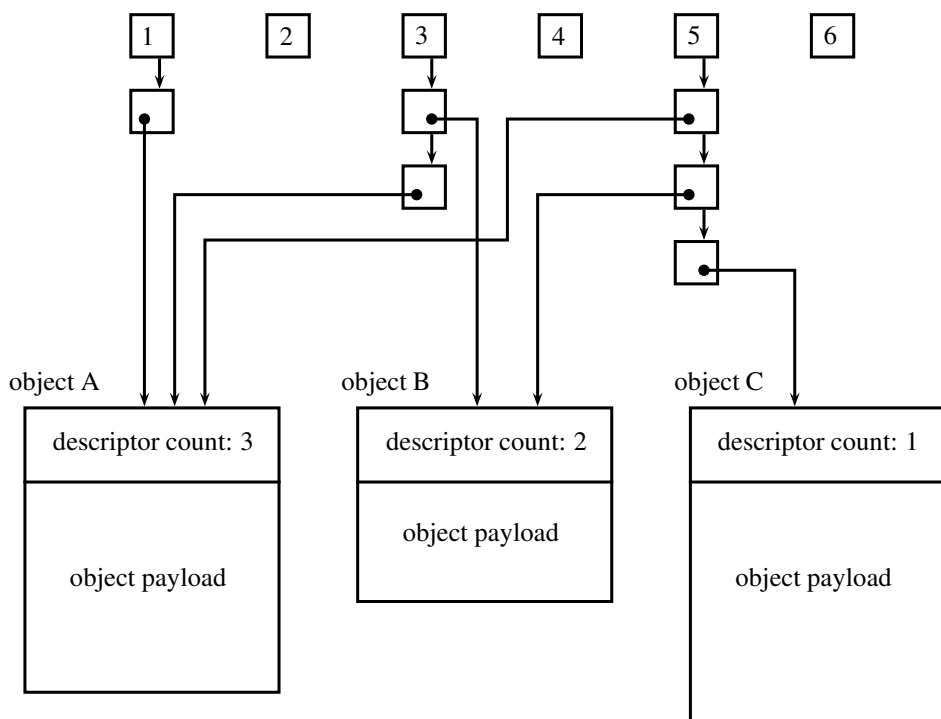 1 2 3 4 5 6
object A object B object C
descriptor count: 3 descriptor count: 2 descriptor count: 1
object payload
object payload object payload